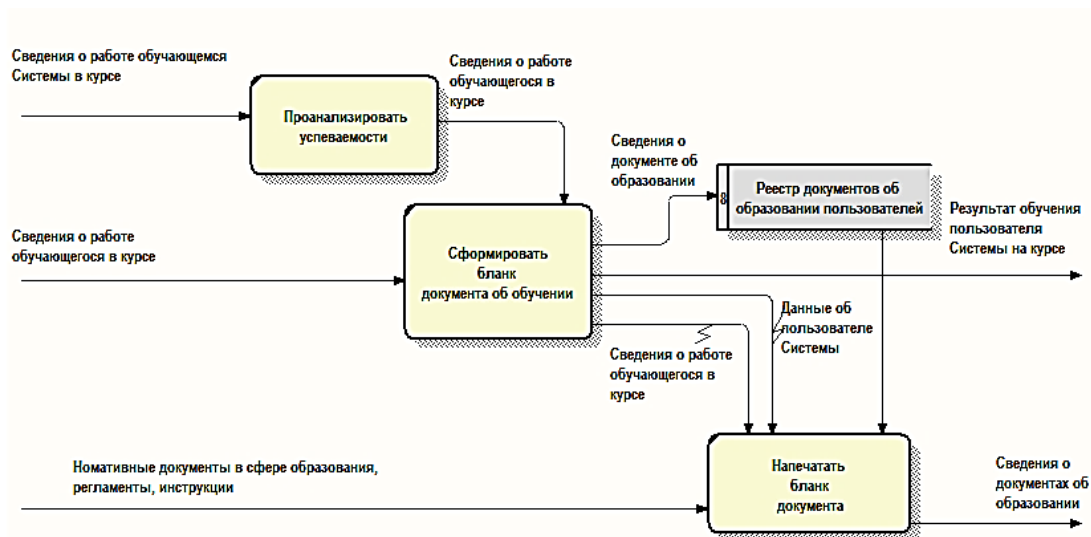 Сведения о работе обучающемся
Системы в курсе
Сведения о работе
обучающегося в
курсе
Проанализировать
успеваемости
Сведения о
документе об
образовании
8
Реестр документов об
образовании пользователей
Результат обучения
пользователя
Системы на курсе
Сведения о работе
обучающегося в курсе
Сформировать
бланк
документа об обучении
Данные об
пользователе
Системы
Сведения о работе
обучающегося в
курсе
Номативные документы в сфере образования,
регламенты, инструкции
Напечатать
бланк
документа
Сведения о
документах об
образовании